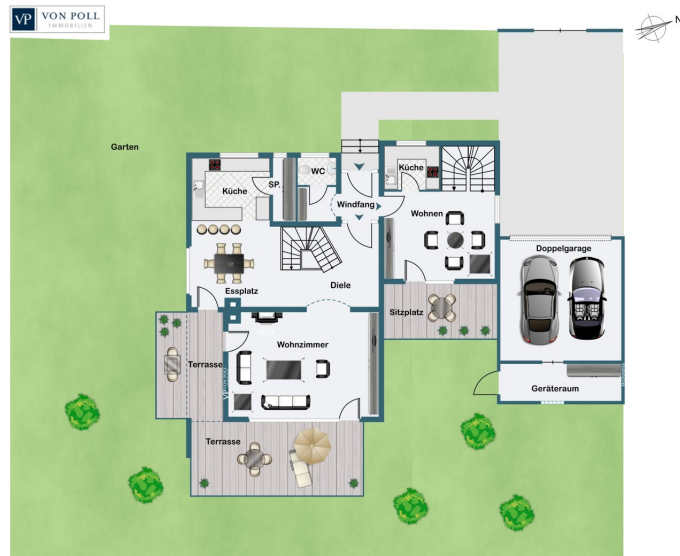 VP
VON POLL
IMMOBILIEN
N
Garten
Küche
SP.
WC
Küche
Windfang
Wohnen
Doppelgarage
Essplatz
Diele
Sitzplatz
Wohnzimmer
Terrasse
Geräteraum
Terrasse